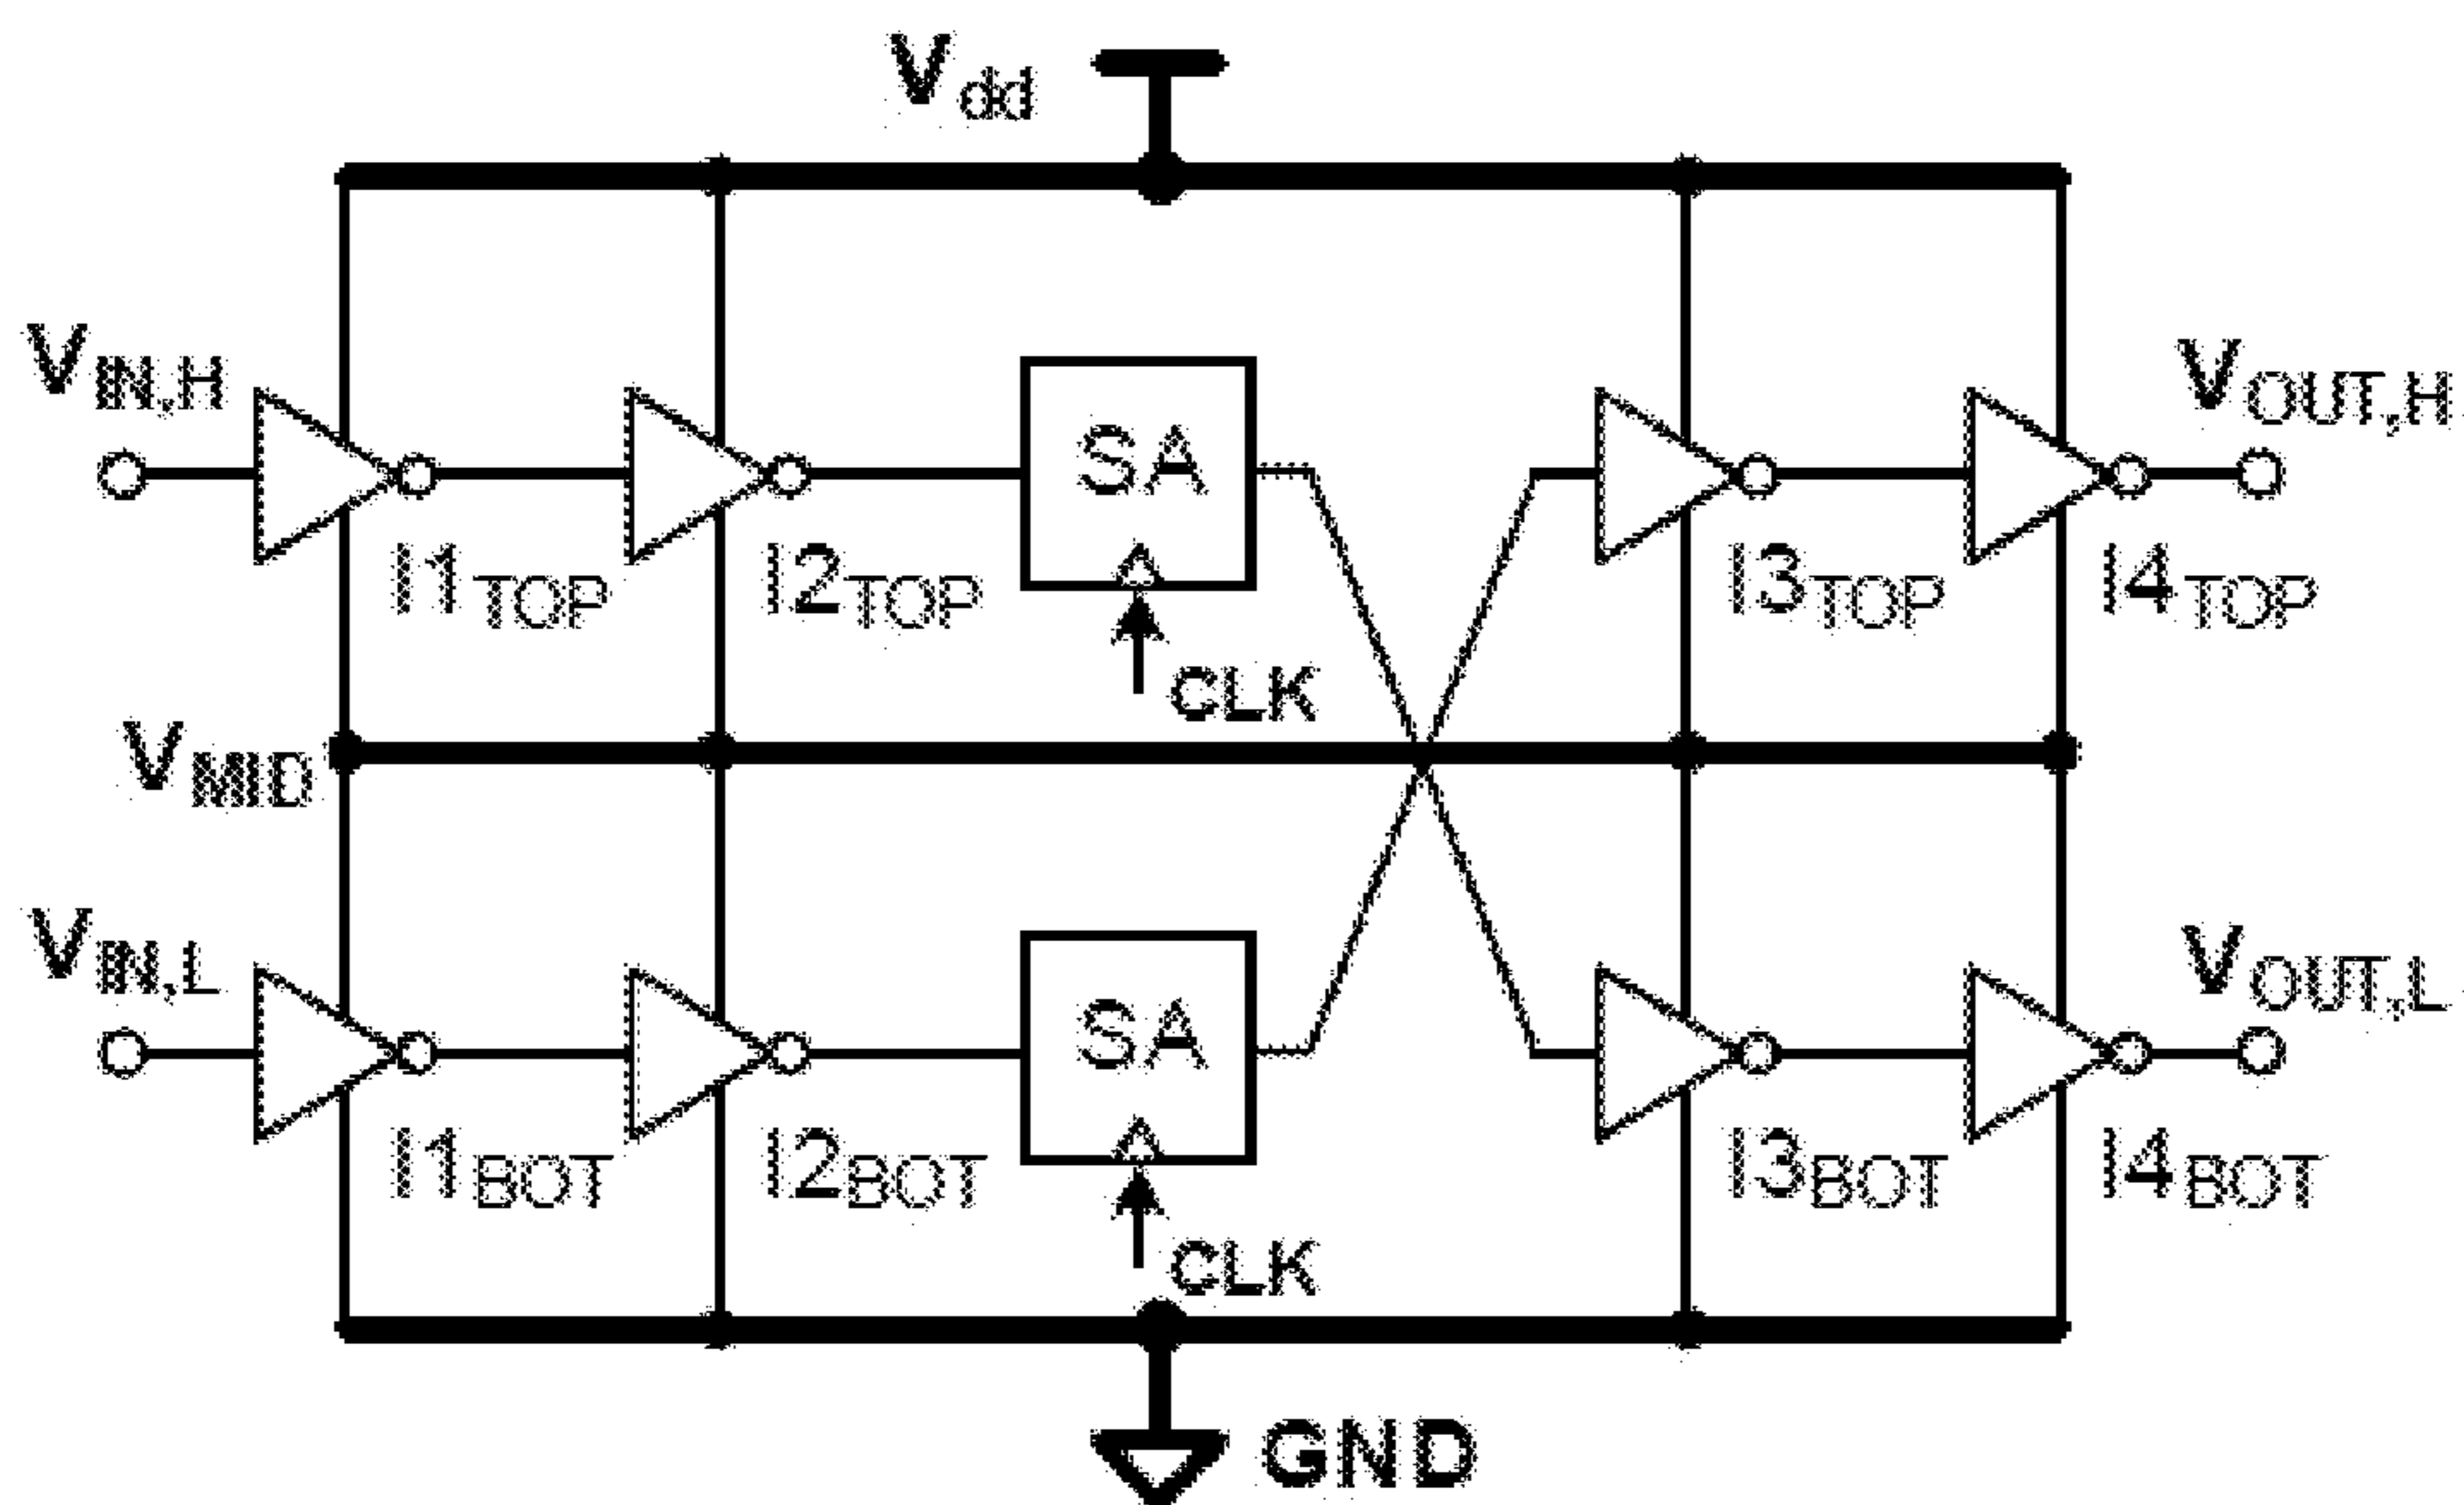 Vdd
VIN,H
SA
VOUT,H
I1TOP
I2TOP
I3TOP
I4TOP
CLK
VMID
VIN,L
SA
VOUT,L
I1BOT
I2BOT
I3BOT
I4BOT
CLK
GND